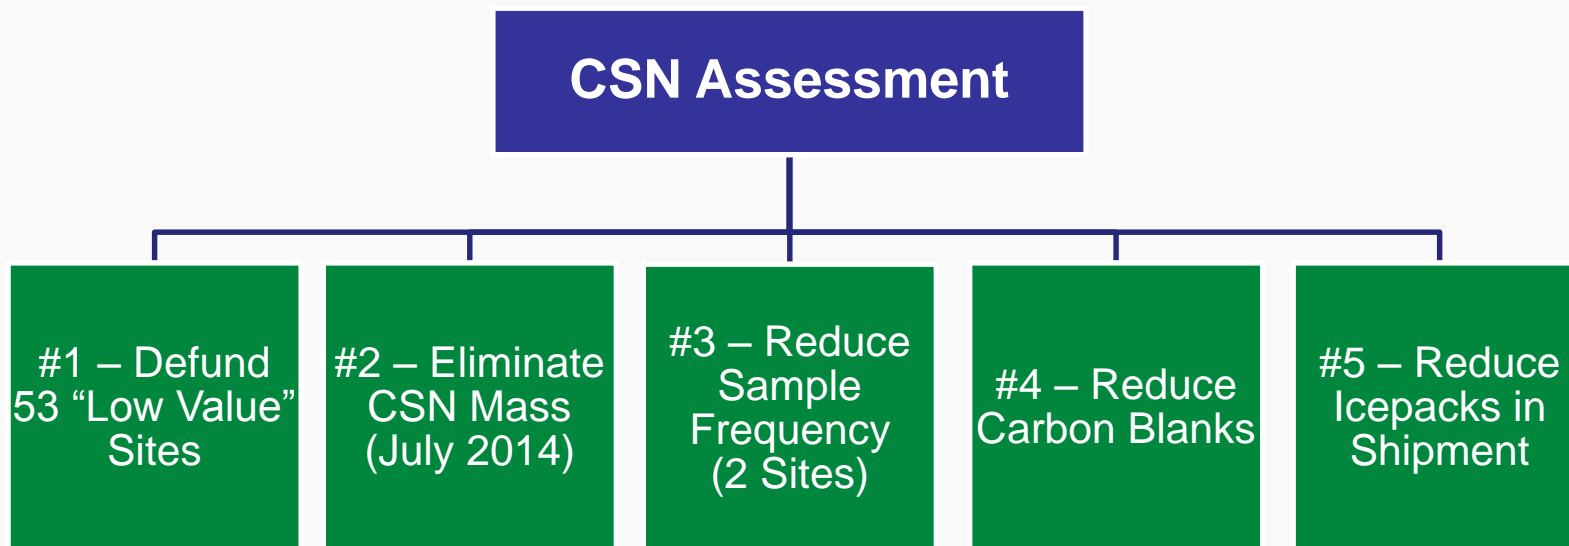 CSN Assessment
#1 – Defund
53 “Low Value”
Sites
#2 – Eliminate
CSN Mass
(July 2014)
#3 – Reduce
Sample
Frequency
(2 Sites)
#4 – Reduce
Carbon Blanks
#5 – Reduce
Icepacks in
Shipment